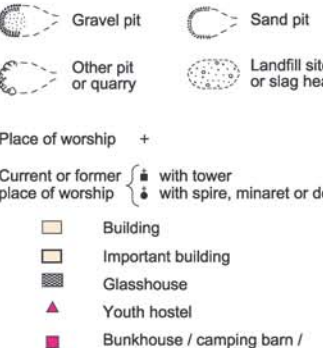 Gravel pit
Sand pit
Other pit
or quarry
Landfill site
or slag hea
Place of worship +
Current or former
place of worship
with tower
with spire, minaret or do
Building
Important building
Glasshouse
Youth hostel
Bunkhouse / camping barn /